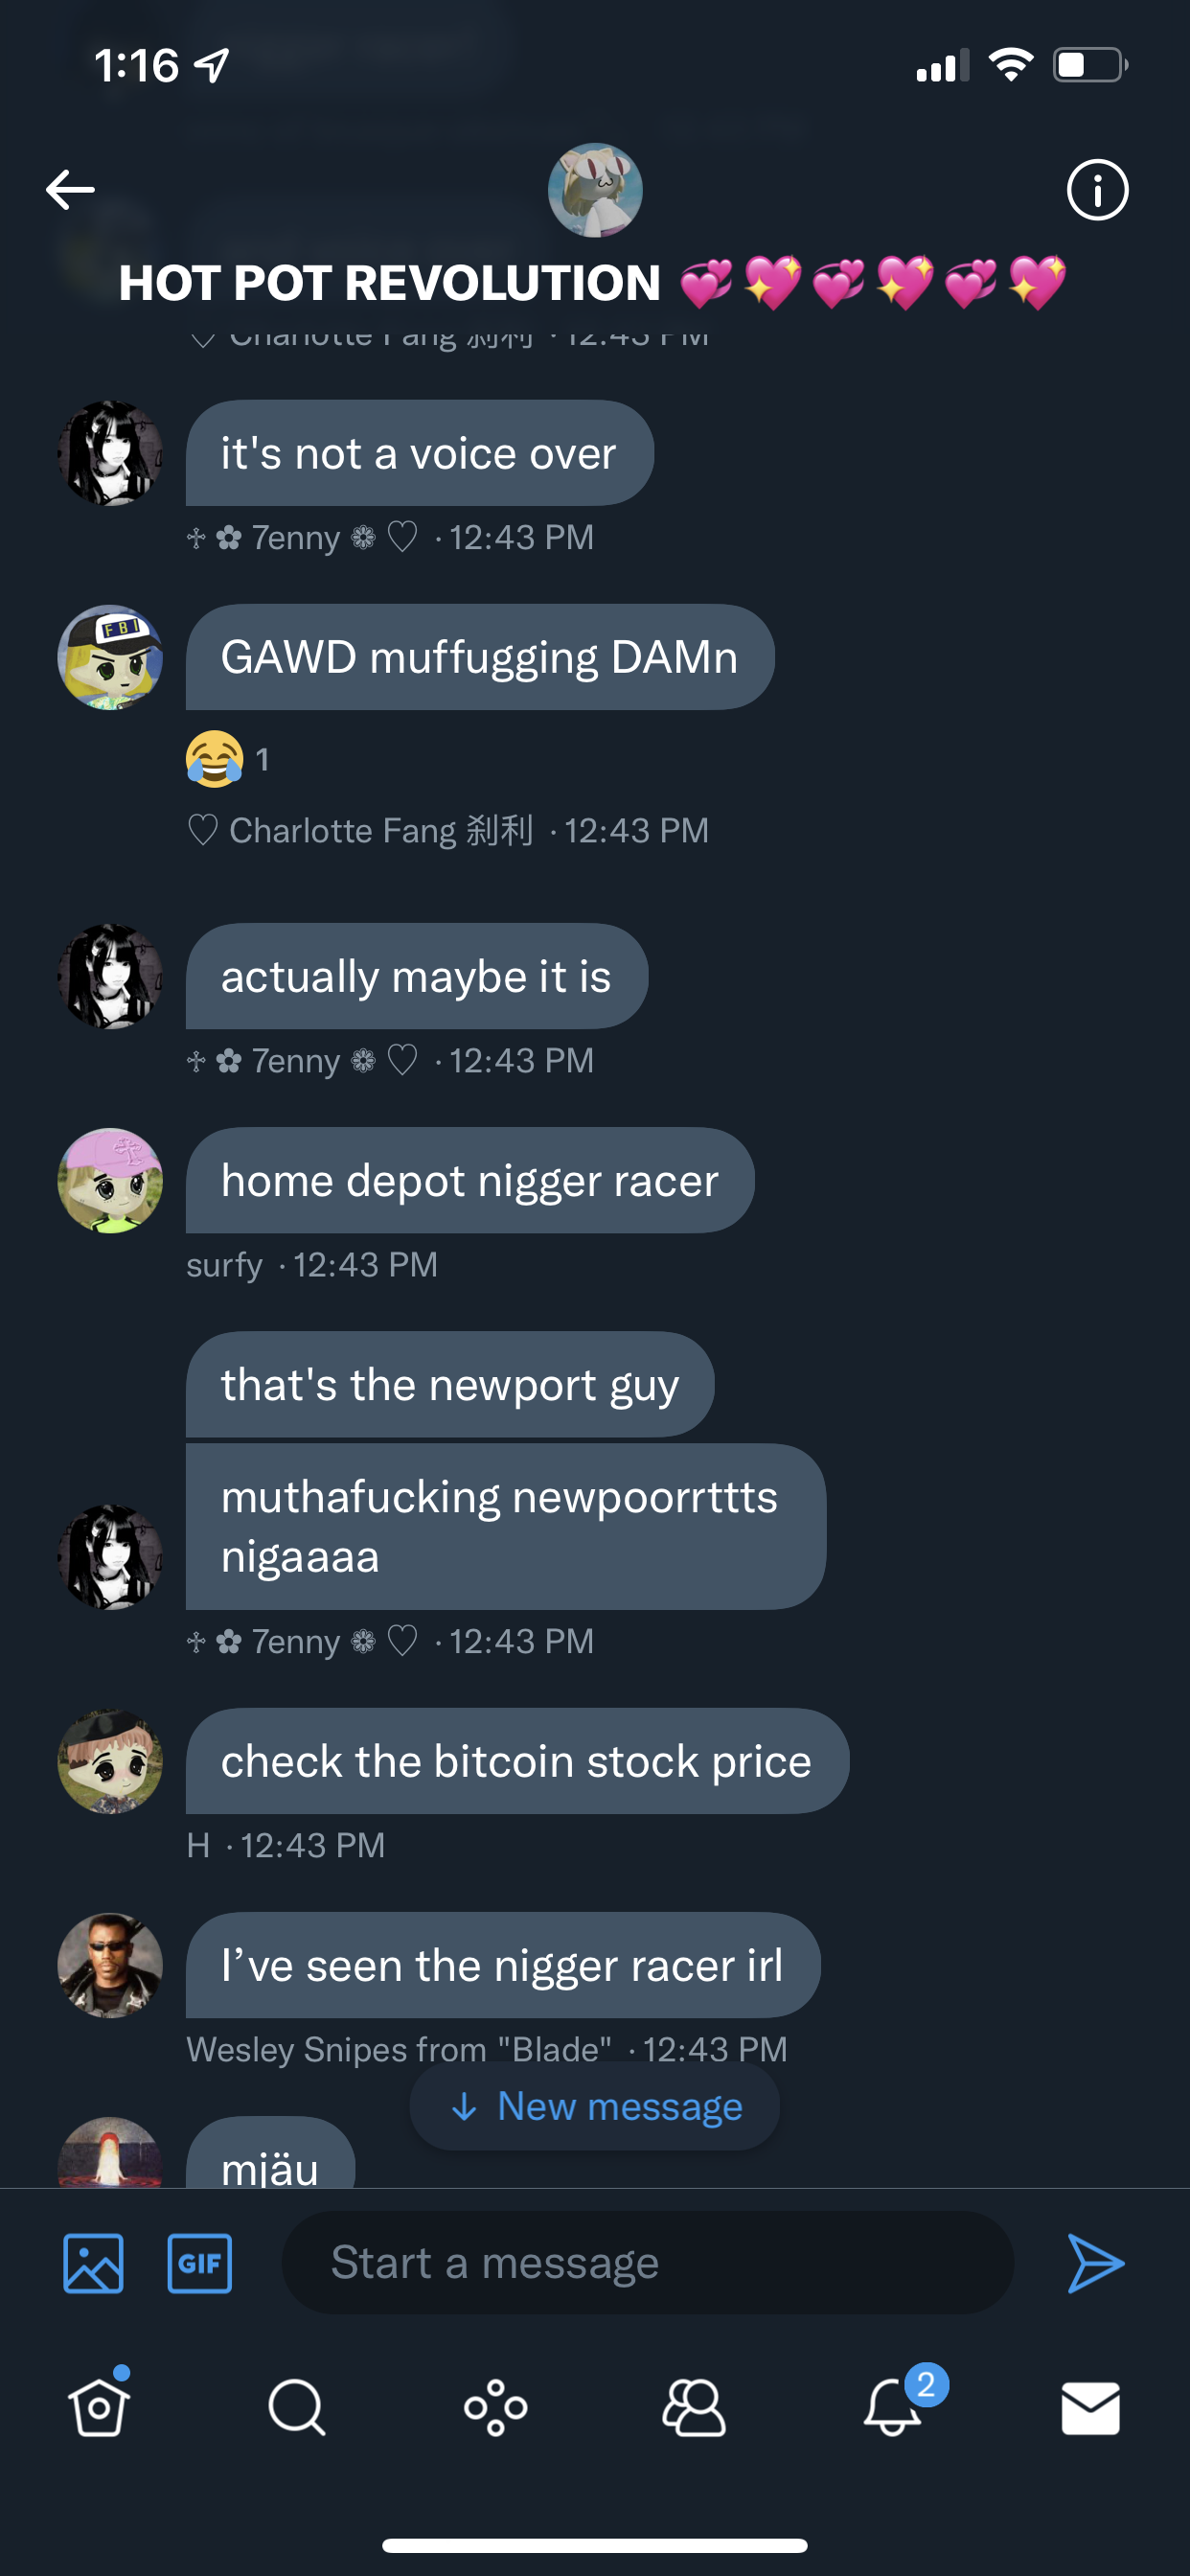 1:16
HOT POT REVOLUTION 💞💖💞💖💞💖
♡ Charlotte Fang 刹利 · 12:43 PM
it's not a voice over
♱ ✿ 7enny ❁ ♡ · 12:43 PM
FBI
GAWD muffugging DAMn
😂 1
♡ Charlotte Fang 刹利 · 12:43 PM
actually maybe it is
♱ ✿ 7enny ❁ ♡ · 12:43 PM
home depot nigger racer
surfy · 12:43 PM
that's the newport guy
muthafucking newpoorrttts
nigaaaa
♱ ✿ 7enny ❁ ♡ · 12:43 PM
check the bitcoin stock price
H · 12:43 PM
I’ve seen the nigger racer irl
Wesley Snipes from "Blade" · 12:43 PM
↓ New message
mjäu
GIF
Start a message
2